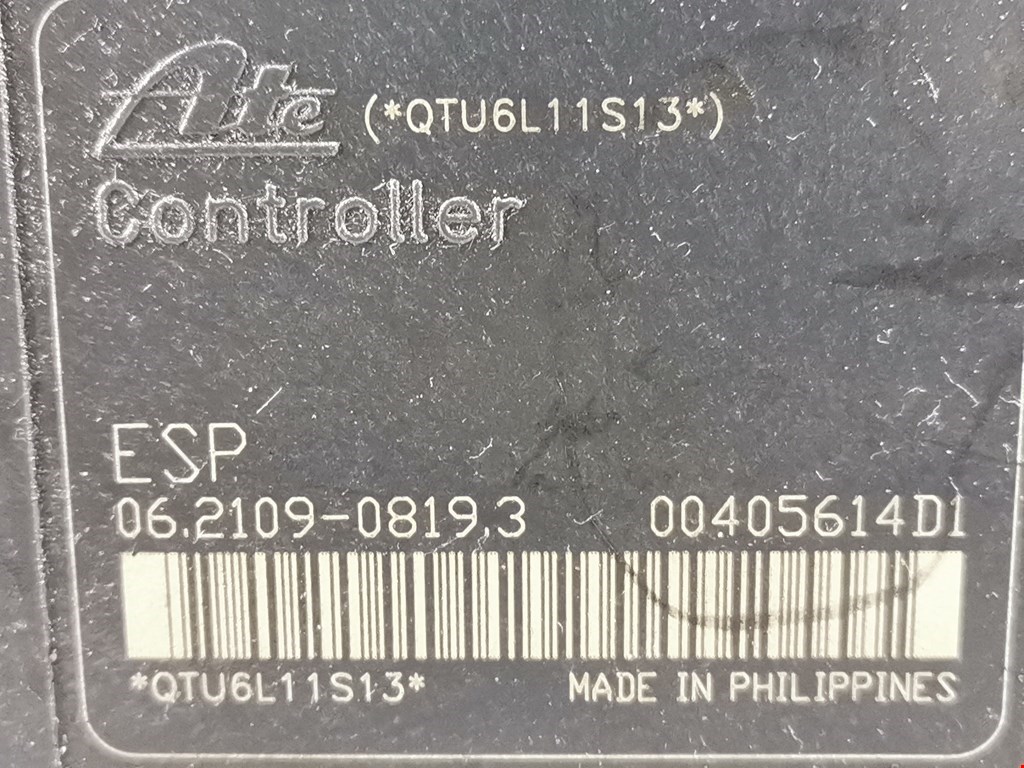 Ate (*QTU6L11S13*)
Controller
ESP
06.2109-0819.3 00405614D1
*QTU6L11S13* MADE IN PHILIPPINES